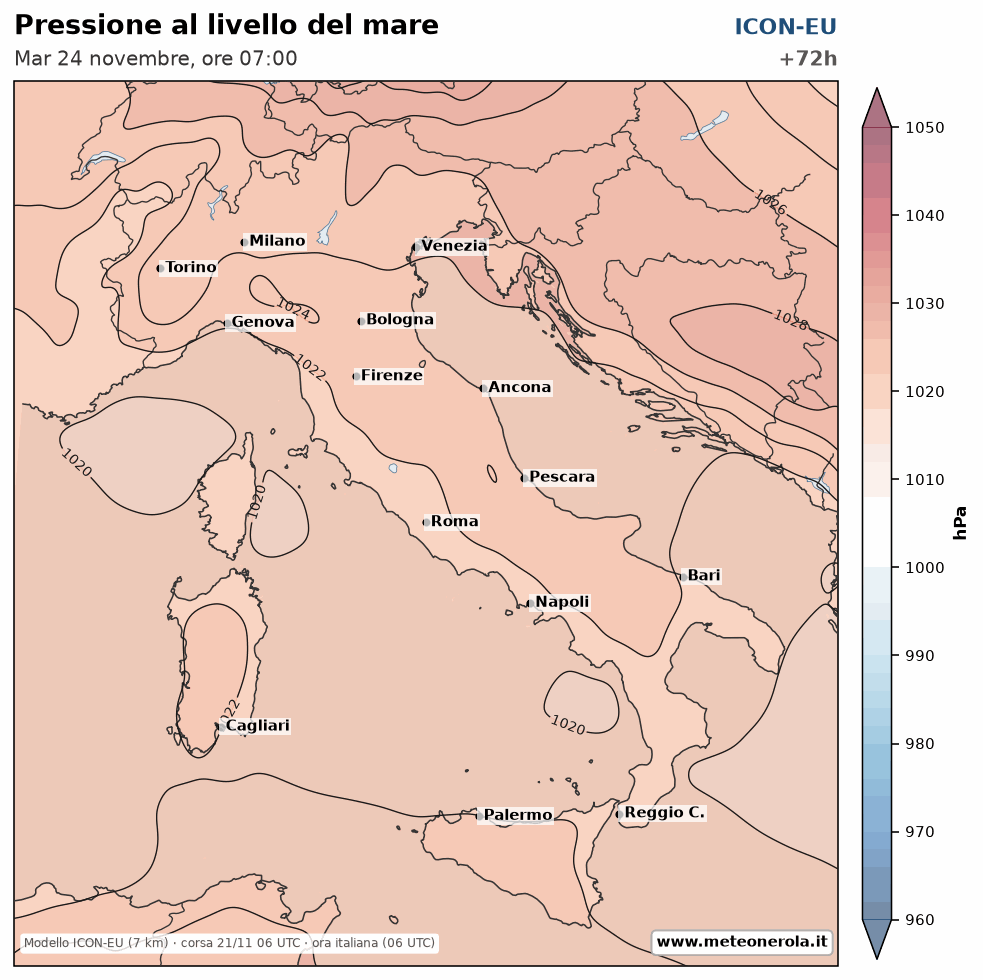 Pressione al livello del mare
ICON-EU
Mar 24 novembre, ore 07:00
+72h
1026
Milano
Venezia
Torino
1024
Genova
Bologna
1028
1022
Firenze
Ancona
1020
Pescara
1020
Roma
Bari
Napoli
1022
Cagliari
1020
Palermo
Reggio C.
Modello ICON-EU (7 km) · corsa 21/11 06 UTC · ora italiana (06 UTC)
www.meteonerola.it
1050
1040
1030
1020
1010
1000
990
980
970
960
hPa